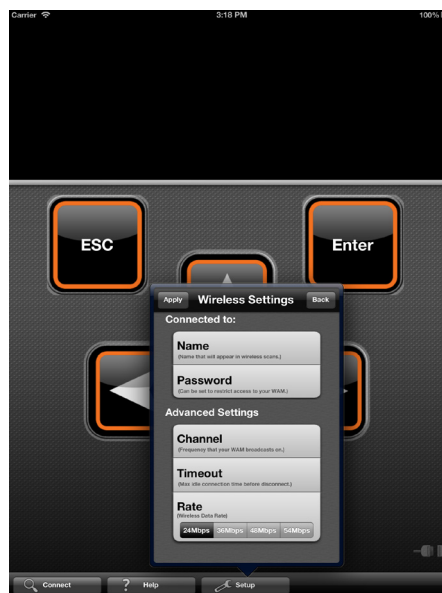 Carrier 3:18 PM 100%
ESC Enter
Apply Wireless Settings Back
Connected to:
Name
(Name that will appear in wireless scans.)
Password
(Can be set to restrict access to your WAM.)
Advanced Settings
Channel
(Frequency that your WAM broadcasts on.)
Timeout
(Max idle connection time before disconnect.)
Rate
(Wireless Data Rate)
24Mbps 36Mbps 48Mbps 54Mbps
Connect ? Help Setup